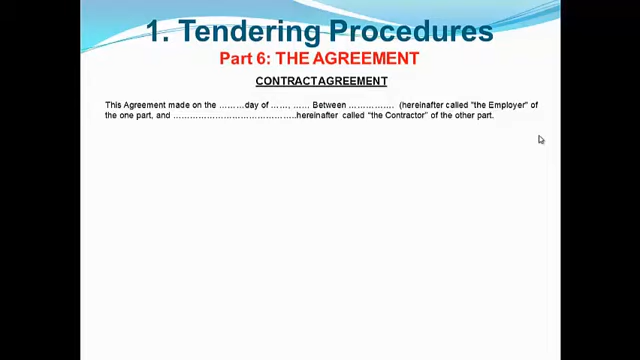 1. Tendering Procedures
Part 6: THE AGREEMENT
CONTRACTAGREEMENT
This Agreement made on the ………day of ……, …… Between ……………. (hereinafter called "the Employer" of
the one part, and …………………………………….hereinafter called "the Contractor" of the other part.